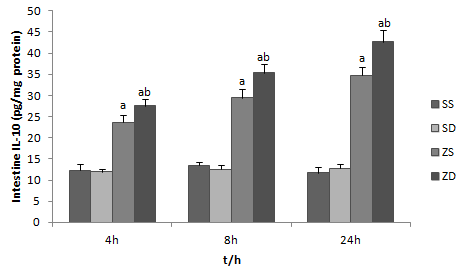 Intestine IL-10 (pg/mg protein)
50
45
40
35
30
25
20
15
10
5
0
a
ab
a
ab
a
ab
4h
8h
24h
t/h
SS
SD
ZS
ZD